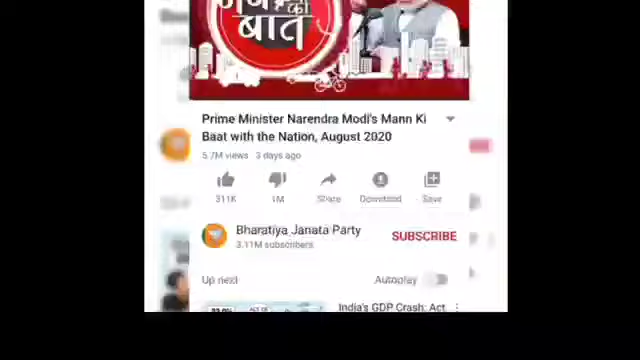 की
बात
Prime Minister Narendra Modi's Mann Ki
Baat with the Nation, August 2020
5.7M views 3 days ago
311K 1M Share Download Save
Bharatiya Janata Party
3.11M subscribers
SUBSCRIBE
Up next Autoplay
India's GDP Crash: Act